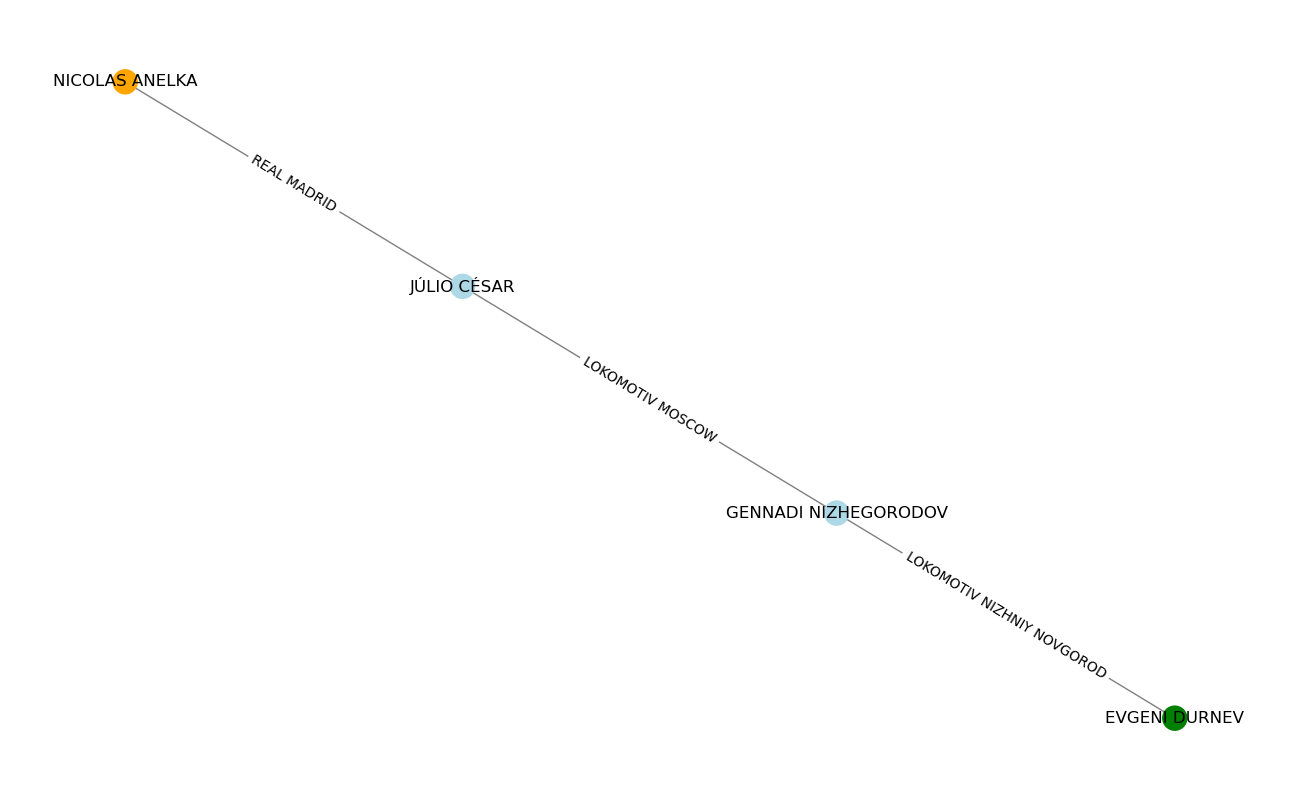 NICOLAS ANELKA
REAL MADRID
JÚLIO CÉSAR
LOKOMOTIV MOSCOW
GENNADI NIZHEGORODOV
LOKOMOTIV NIZHNIY NOVGOROD
EVGENI DURNEV